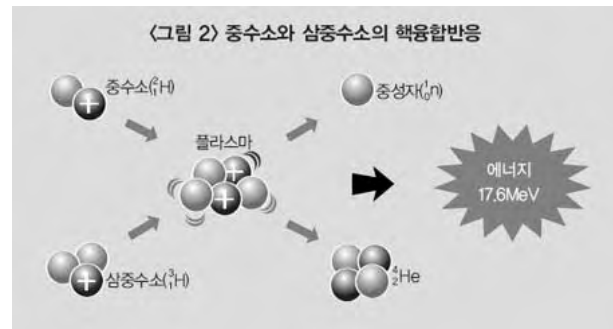 <그림 2> 중수소와 삼중수소의 핵융합반응
중수소(²₁H)
중성자(¹₀n)
플라스마
+
+
+
+
에너지
17.6MeV
삼중수소(³₁H)
⁴₂He